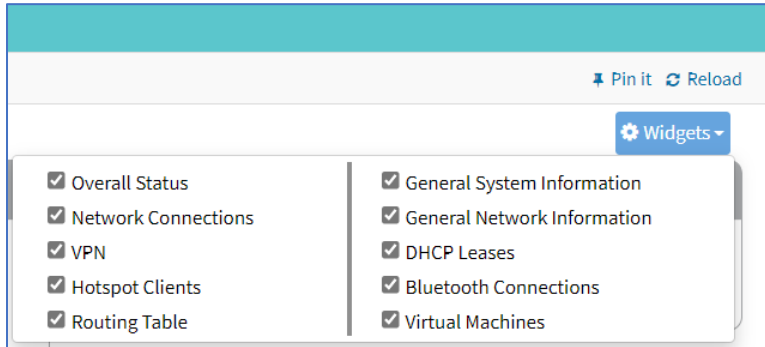 Pin it Reload
Widgets
Overall Status
Network Connections
VPN
Hotspot Clients
Routing Table
General System Information
General Network Information
DHCP Leases
Bluetooth Connections
Virtual Machines